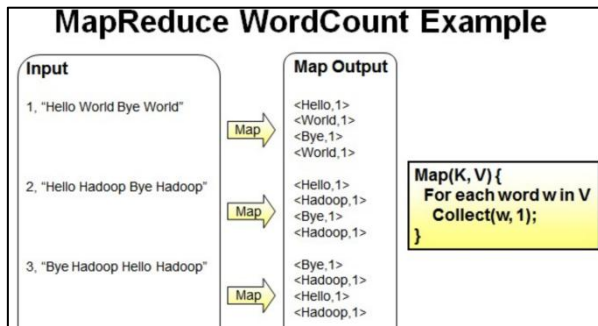 MapReduce WordCount Example
Input
1, "Hello World Bye World"
2, "Hello Hadoop Bye Hadoop"
3, "Bye Hadoop Hello Hadoop"
Map
Map
Map
Map Output
<Hello,1>
<World,1>
<Bye,1>
<World,1>
<Hello,1>
<Hadoop,1>
<Bye,1>
<Hadoop,1>
<Bye,1>
<Hadoop,1>
<Hello,1>
<Hadoop,1>
Map(K, V) {
For each word w in V
Collect(w, 1);
}